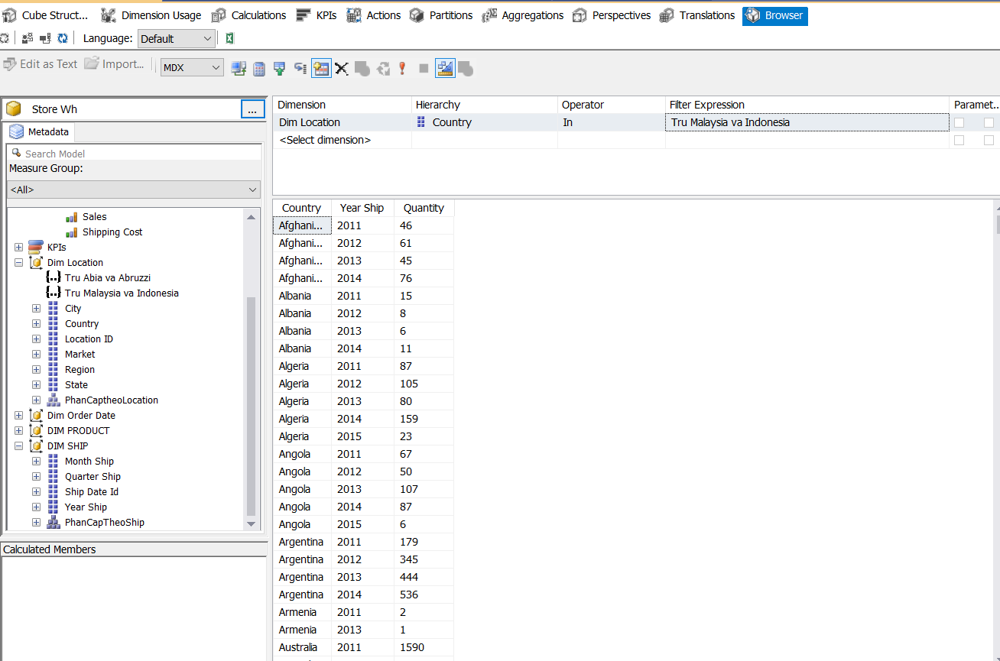 Cube Struct... Dimension Usage Calculations KPIs Actions Partitions Aggregations Perspectives Translations Browser
Language: Default
Edit as Text Import... MDX
Store Wh ...
Metadata
Search Model
Measure Group:
<All>
Sales
Shipping Cost
KPIs
Dim Location
Tru Abia va Abruzzi
Tru Malaysia va Indonesia
City
Country
Location ID
Market
Region
State
PhanCaptheoLocation
Dim Order Date
DIM PRODUCT
DIM SHIP
Month Ship
Quarter Ship
Ship Date Id
Year Ship
PhanCapTheoShip
Calculated Members
Dimension Hierarchy Operator Filter Expression Paramet...
Dim Location Country In Tru Malaysia va Indonesia
<Select dimension>
Country Year Ship Quantity
Afghani... 2011 46
Afghani... 2012 61
Afghani... 2013 45
Afghani... 2014 76
Albania 2011 15
Albania 2012 8
Albania 2013 6
Albania 2014 11
Algeria 2011 87
Algeria 2012 105
Algeria 2013 80
Algeria 2014 159
Algeria 2015 23
Angola 2011 67
Angola 2012 50
Angola 2013 107
Angola 2014 87
Angola 2015 6
Argentina 2011 179
Argentina 2012 345
Argentina 2013 444
Argentina 2014 536
Armenia 2011 2
Armenia 2013 1
Australia 2011 1590